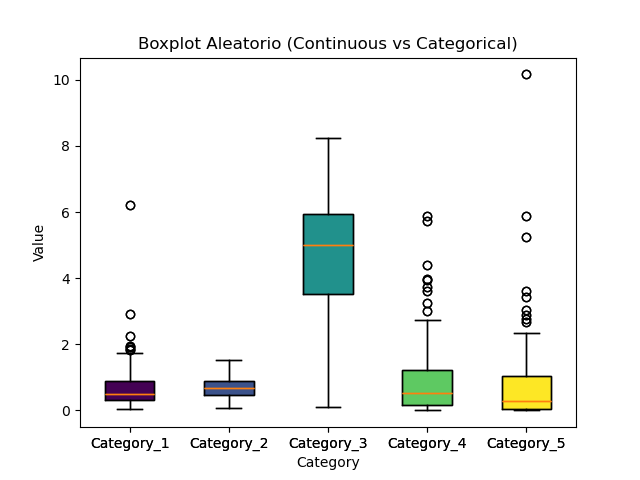 Boxplot Aleatorio (Continuous vs Categorical)
10
8
6
4
2
0
Value
Category_1 Category_2 Category_3 Category_4 Category_5
Category